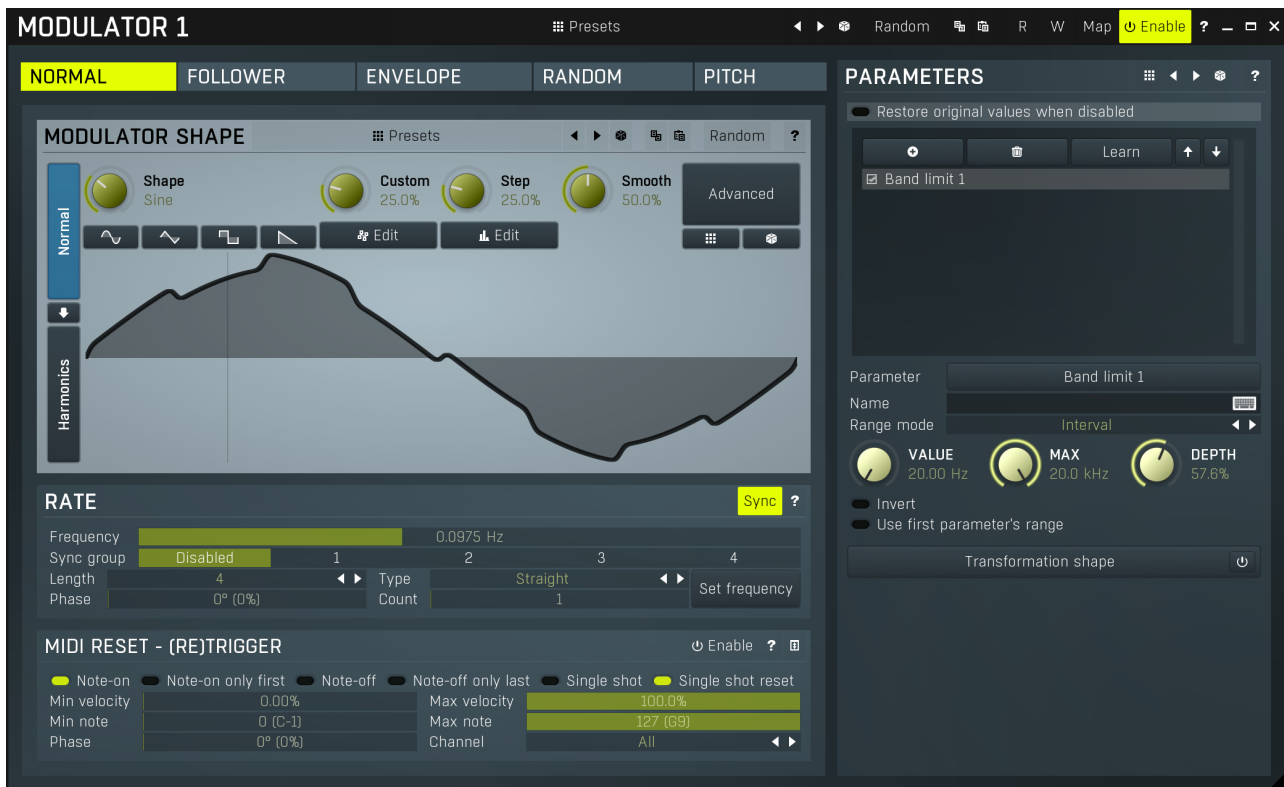 MODULATOR 1 Presets Random R W Map Enable ?
NORMAL FOLLOWER ENVELOPE RANDOM PITCH
MODULATOR SHAPE Presets Random ?
Normal
Harmonics
Shape Custom Step Smooth Advanced
Sine 25.0% 25.0% 50.0%
Edit Edit
RATE Sync ?
Frequency 0.0975 Hz
Sync group Disabled 1 2 3 4
Length 4 Type Straight Set frequency
Phase 0° (0%) Count 1
MIDI RESET - (RE)TRIGGER Enable ?
Note-on Note-on only first Note-off Note-off only last Single shot Single shot reset
Min velocity 0.00% Max velocity 100.0%
Min note 0 (C-1) Max note 127 (G9)
Phase 0° (0%) Channel All
PARAMETERS ?
Restore original values when disabled
Learn
Band limit 1
Parameter Band limit 1
Name
Range mode Interval
VALUE MAX DEPTH
20.00 Hz 20.0 kHz 57.6%
Invert
Use first parameter's range
Transformation shape